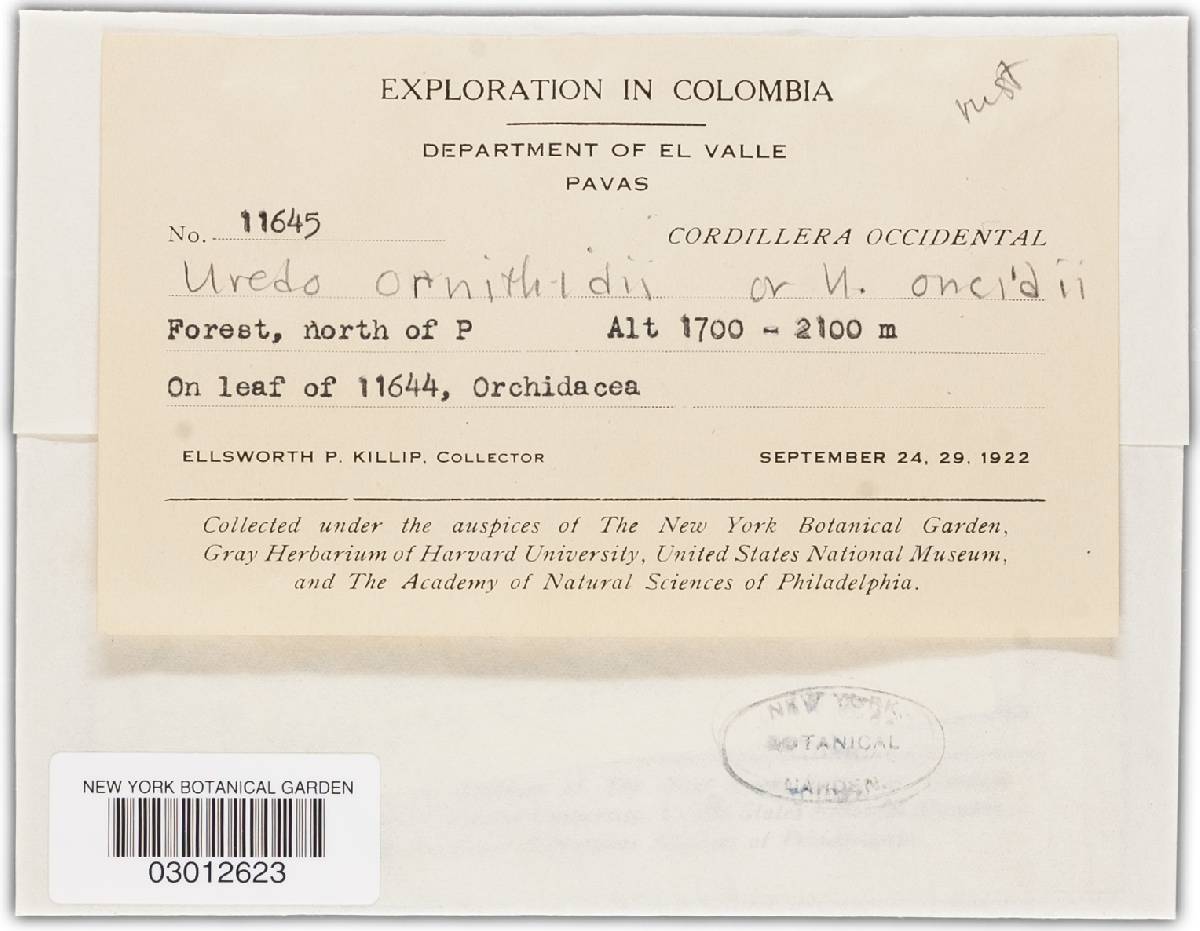 EXPLORATION IN COLOMBIA
rust
DEPARTMENT OF EL VALLE
PAVAS
No. 11645
CORDILLERA OCCIDENTAL
Uredo ornithidii or U. oncidii
Forest, north of P Alt 1700 - 2100 m
On leaf of 11644, Orchidacea
ELLSWORTH P. KILLIP, COLLECTOR SEPTEMBER 24, 29, 1922
Collected under the auspices of The New York Botanical Garden,
Gray Herbarium of Harvard University, United States National Museum,
and The Academy of Natural Sciences of Philadelphia.
NEW YORK
BOTANICAL
GARDEN
NEW YORK BOTANICAL GARDEN
03012623